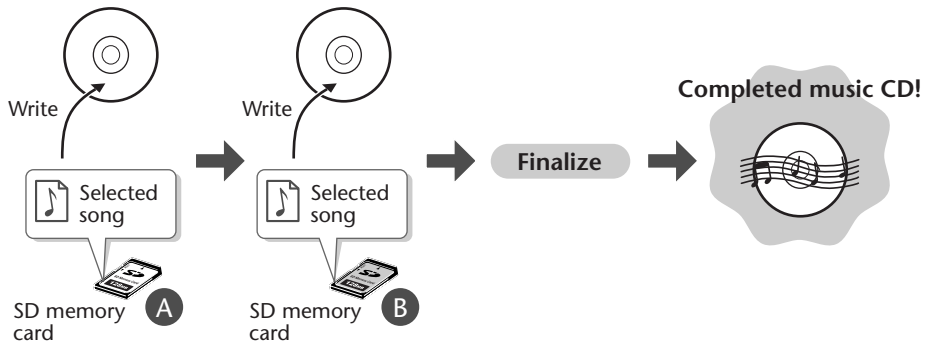 Write
Selected
song
SD memory
card
A
Write
Selected
song
SD memory
card
B
Finalize
Completed music CD!